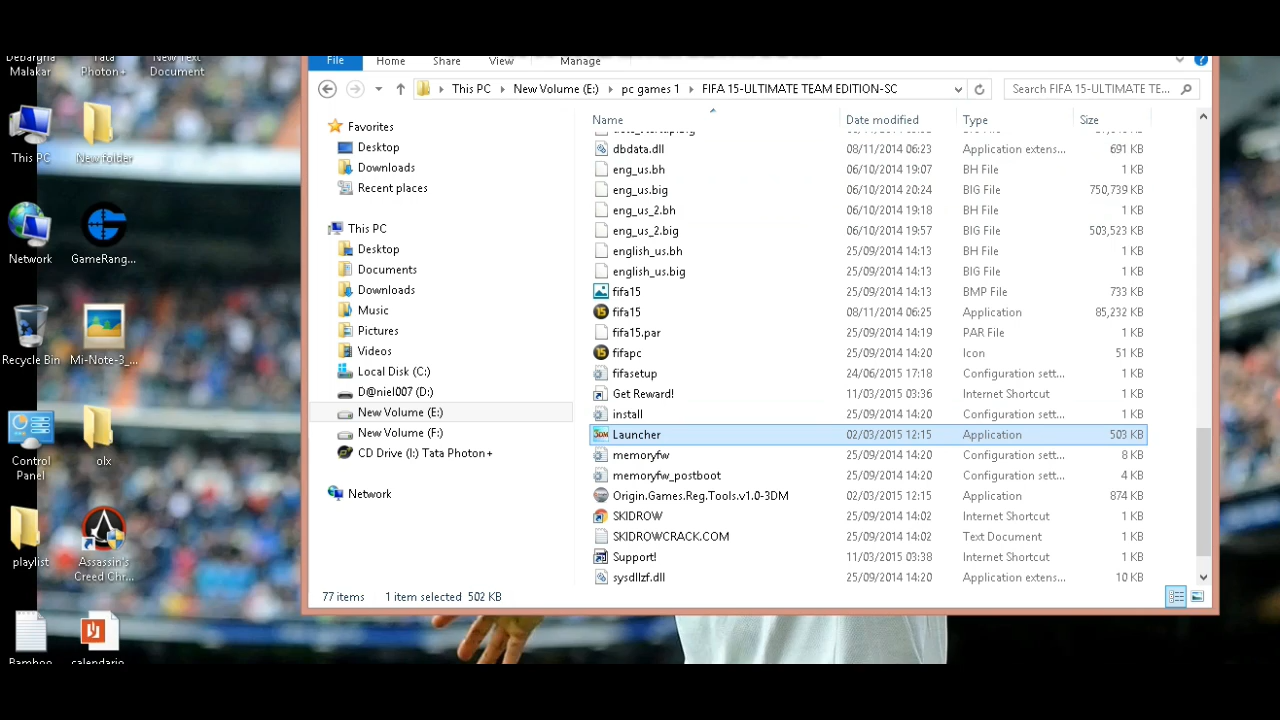 Malakar
Tata
Photon+
New Text
Document
This PC
New folder
Network
GameRang...
Recycle Bin
Mi-Note-3_...
Control
Panel
olx
playlist
Assassin's
Creed Chr...
Bamboo
calendario
File
Home
Share
View
Manage
This PC
New Volume (E:)
pc games 1
FIFA 15-ULTIMATE TEAM EDITION-SC
Search FIFA 15-ULTIMATE TE...
Favorites
Desktop
Downloads
Recent places
This PC
Desktop
Documents
Downloads
Music
Pictures
Videos
Local Disk (C:)
D@niel007 (D:)
New Volume (E:)
New Volume (F:)
CD Drive (I:) Tata Photon+
Network
Name Date modified Type Size
dbdata.dll 08/11/2014 06:23 Application extens... 691 KB
eng_us.bh 06/10/2014 19:07 BH File 1 KB
eng_us.big 06/10/2014 20:24 BIG File 750,739 KB
eng_us_2.bh 06/10/2014 19:18 BH File 1 KB
eng_us_2.big 06/10/2014 19:57 BIG File 503,523 KB
english_us.bh 25/09/2014 14:13 BH File 1 KB
english_us.big 25/09/2014 14:13 BIG File 1 KB
fifa15 25/09/2014 14:13 BMP File 733 KB
fifa15 08/11/2014 06:25 Application 85,232 KB
fifa15.par 25/09/2014 14:19 PAR File 1 KB
fifapc 25/09/2014 14:20 Icon 51 KB
fifasetup 24/06/2015 17:18 Configuration sett... 1 KB
Get Reward! 11/03/2015 03:36 Internet Shortcut 1 KB
install 25/09/2014 14:20 Configuration sett... 1 KB
Launcher 02/03/2015 12:15 Application 503 KB
memoryfw 25/09/2014 14:20 Configuration sett... 8 KB
memoryfw_postboot 25/09/2014 14:20 Configuration sett... 4 KB
Origin.Games.Reg.Tools.v1.0-3DM 02/03/2015 12:15 Application 874 KB
SKIDROW 25/09/2014 14:02 Internet Shortcut 1 KB
SKIDROWCRACK.COM 25/09/2014 14:02 Text Document 1 KB
Support! 11/03/2015 03:38 Internet Shortcut 1 KB
sysdllzf.dll 25/09/2014 14:20 Application extens... 10 KB
77 items 1 item selected 502 KB